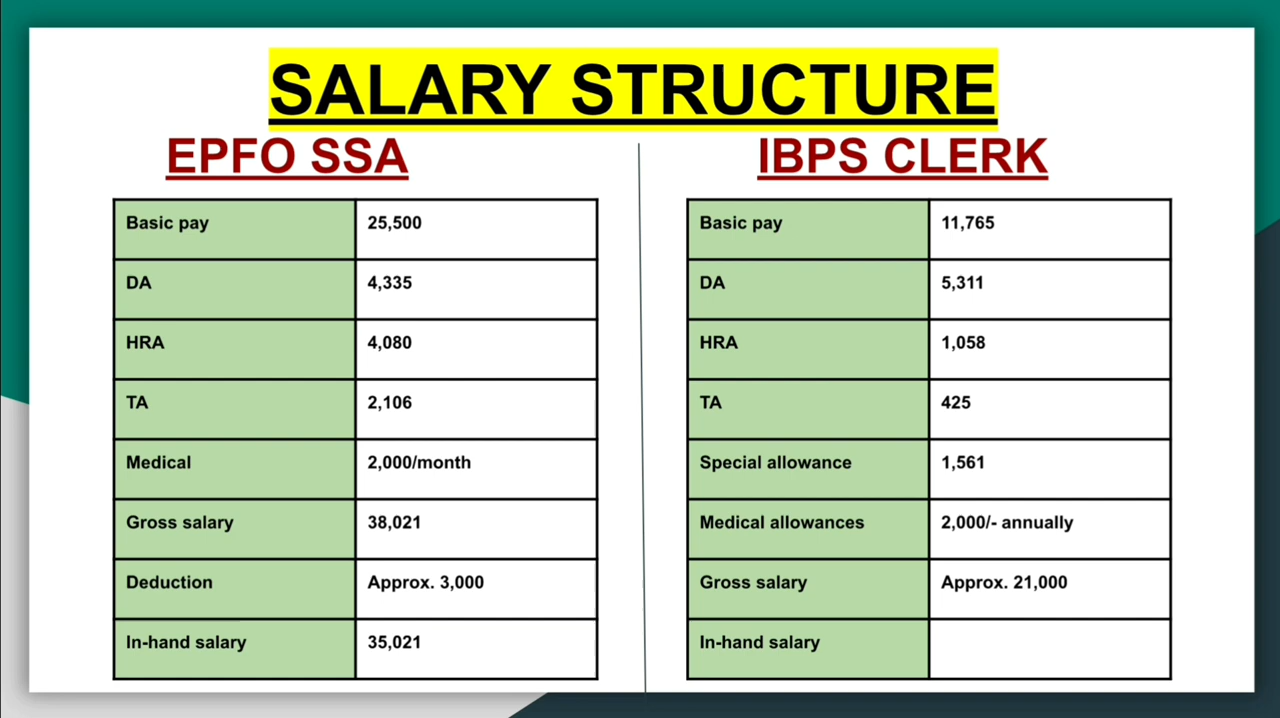 SALARY STRUCTURE
EPFO SSA
Basic pay 25,500
DA 4,335
HRA 4,080
TA 2,106
Medical 2,000/month
Gross salary 38,021
Deduction Approx. 3,000
In-hand salary 35,021
IBPS CLERK
Basic pay 11,765
DA 5,311
HRA 1,058
TA 425
Special allowance 1,561
Medical allowances 2,000/- annually
Gross salary Approx. 21,000
In-hand salary